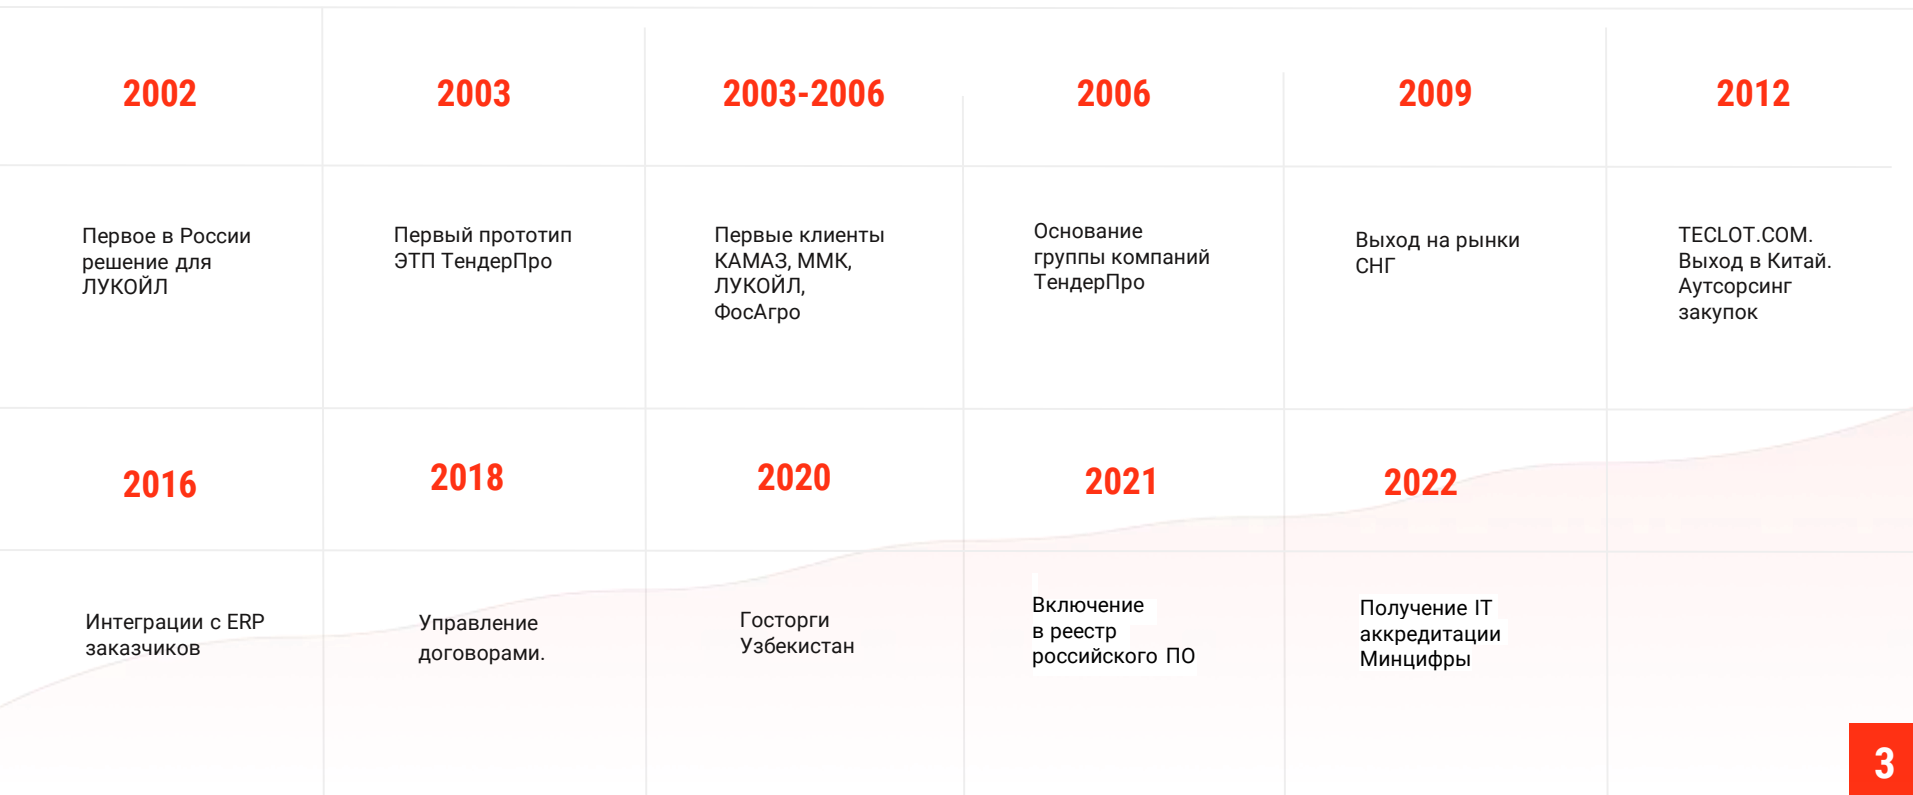 2002
2003
2003-2006
2006
2009
2012
Первое в России
решение для
ЛУКОЙЛ
Первый прототип
ЭТП ТендерПро
Первые клиенты
КАМАЗ, ММК,
ЛУКОЙЛ,
ФосАгро
Основание
группы компаний
ТендерПро
Выход на рынки
СНГ
TECLOT.COM.
Выход в Китай.
Аутсорсинг
закупок
2016
2018
2020
2021
2022
Интеграции с ERP
заказчиков
Управление
договорами.
Госторги
Узбекистан
Включение
в реестр
российского ПО
Получение IT
аккредитации
Минцифры
3